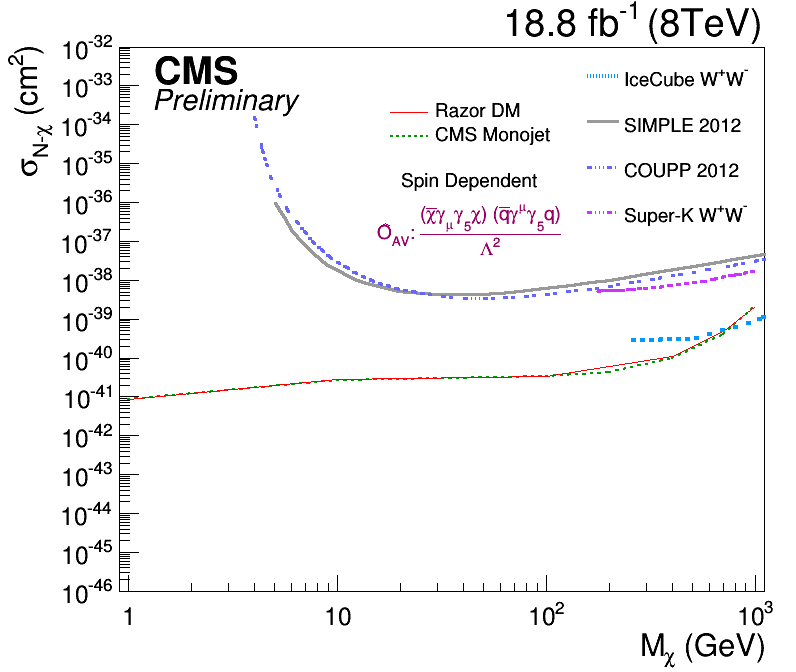 18.8 fb⁻¹ (8TeV)
CMS
Preliminary
Razor DM
CMS Monojet
Spin Dependent
Ô_AV: (χ̄γ_μγ_5χ) (q̄γ^μγ_5q) / Λ²
IceCube W⁺W⁻
SIMPLE 2012
COUPP 2012
Super-K W⁺W⁻
σ_N-χ (cm²)
10⁻³²
10⁻³³
10⁻³⁴
10⁻³⁵
10⁻³⁶
10⁻³⁷
10⁻³⁸
10⁻³⁹
10⁻⁴⁰
10⁻⁴¹
10⁻⁴²
10⁻⁴³
10⁻⁴⁴
10⁻⁴⁵
10⁻⁴⁶
1 10 10² 10³
M_χ (GeV)